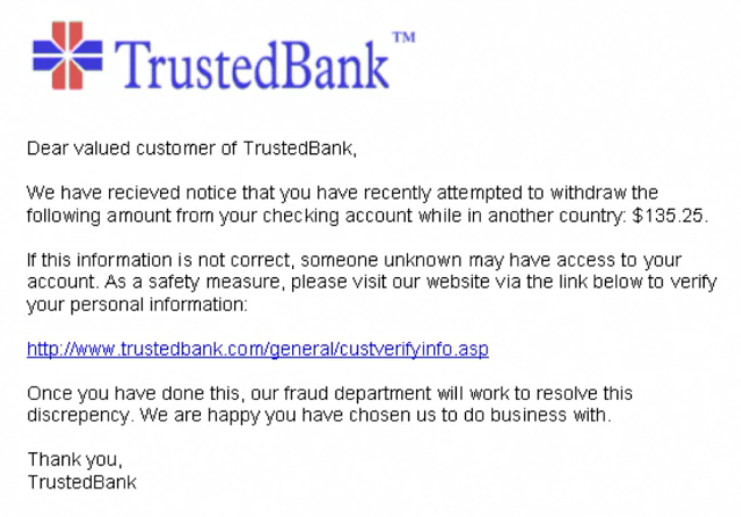 TrustedBank™
Dear valued customer of TrustedBank,
We have recieved notice that you have recently attempted to withdraw the
following amount from your checking account while in another country: $135.25.
If this information is not correct, someone unknown may have access to your
account. As a safety measure, please visit our website via the link below to verify
your personal information:
http://www.trustedbank.com/general/custverifyinfo.asp
Once you have done this, our fraud department will work to resolve this
discrepency. We are happy you have chosen us to do business with.
Thank you,
TrustedBank